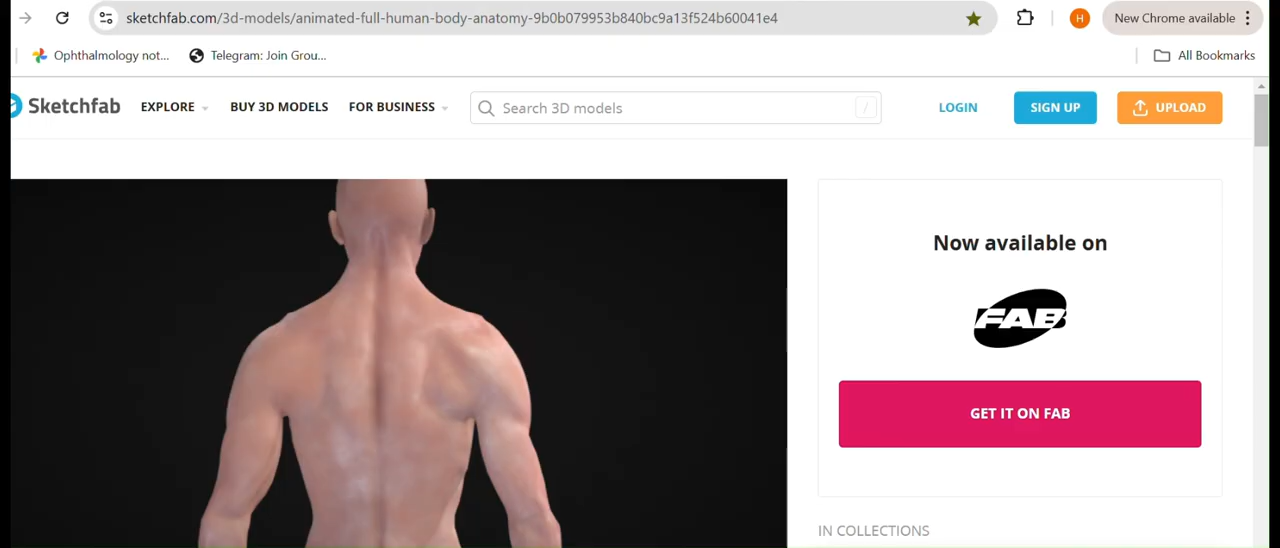 sketchfab.com/3d-models/animated-full-human-body-anatomy-9b0b079953b840bc9a13f524b60041e4
H
New Chrome available
Ophthalmology not...
Telegram: Join Grou...
All Bookmarks
Sketchfab
EXPLORE
BUY 3D MODELS
FOR BUSINESS
Search 3D models
/
LOGIN
SIGN UP
UPLOAD
Now available on
FAB
GET IT ON FAB
IN COLLECTIONS